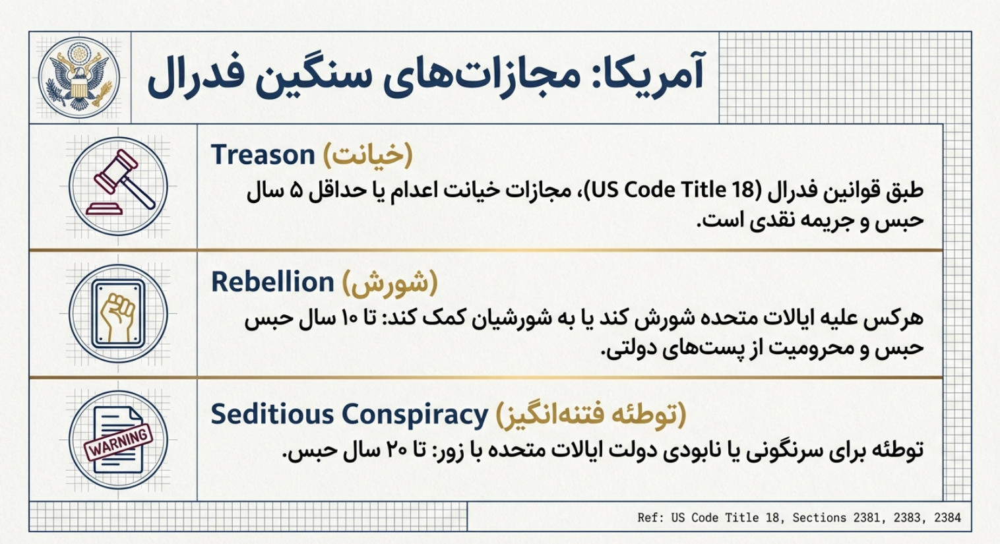 آمریکا: مجازات‌های سنگین فدرال
Treason (خیانت)
طبق قوانین فدرال (US Code Title 18)، مجازات خیانت اعدام یا حداقل ۵ سال
حبس و جریمه نقدی است.
Rebellion (شورش)
هرکس علیه ایالات متحده شورش کند یا به شورشیان کمک کند: تا ۱۰ سال حبس
حبس و محرومیت از پست‌های دولتی.
Seditious Conspiracy (توطئه فتنه‌انگیز)
WARNING
توطئه برای سرنگونی یا نابودی دولت ایالات متحده با زور: تا ۲۰ سال حبس.
Ref: US Code Title 18, Sections 2381, 2383, 2384